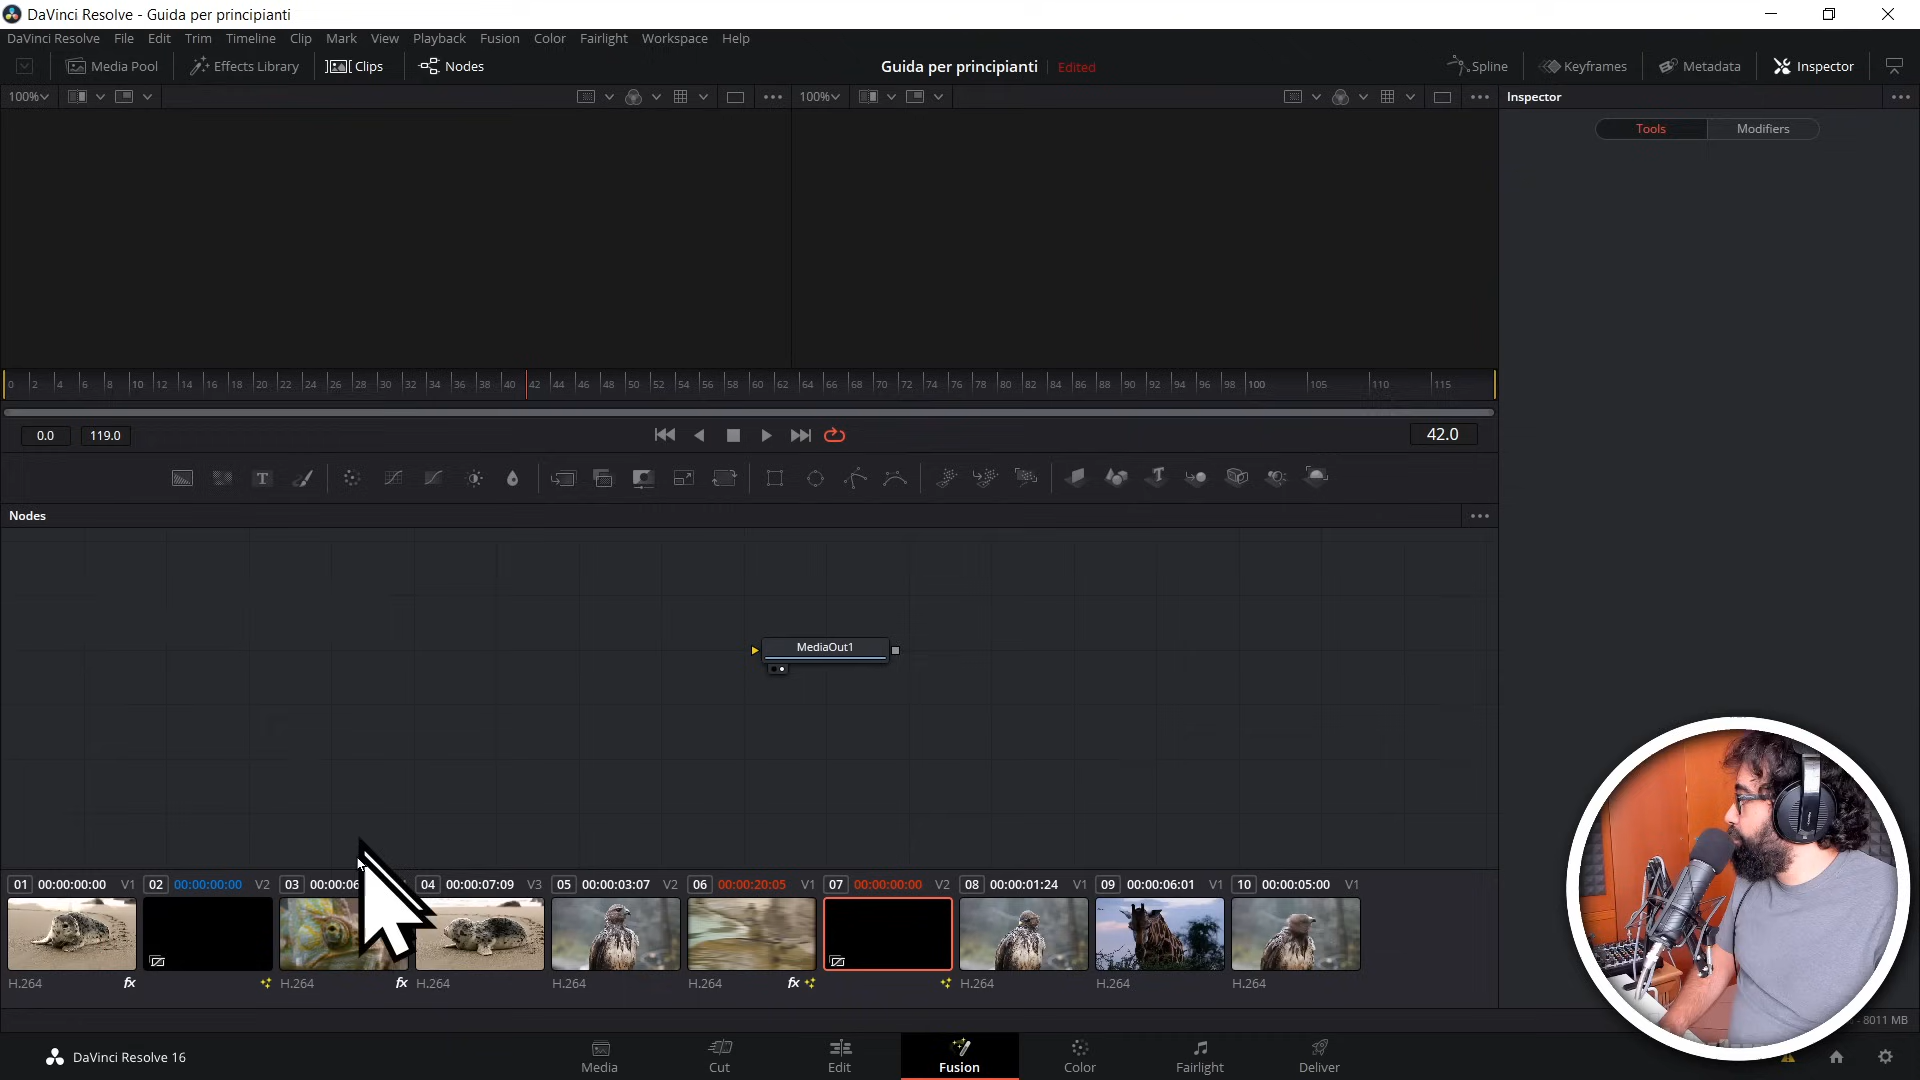 DaVinci Resolve - Guida per principianti
DaVinci Resolve File Edit Trim Timeline Clip Mark View Playback Fusion Color Fairlight Workspace Help
Media Pool Effects Library Clips Nodes Guida per principianti Edited Spline Keyframes Metadata Inspector
100% 100% Inspector
Tools Modifiers
0 2 4 6 8 10 12 14 16 18 20 22 24 26 28 30 32 34 36 38 40 42 44 46 48 50 52 54 56 58 60 62 64 66 68 70 72 74 76 78 80 82 84 86 88 90 92 94 96 98 100 105 110 115
0.0 119.0 42.0
Nodes
MediaOut1
01 00:00:00:00 V1 02 00:00:00:00 V2 03 04 00:00:07:09 V3 05 00:00:03:07 V2 06 00:00:20:05 V1 07 00:00:00:00 V2 08 00:00:01:24 V1 09 00:00:06:01 V1 10 00:00:05:00 V1
H.264 fx H.264 fx H.264 H.264 H.264 fx H.264 H.264 H.264
- 8011 MB
DaVinci Resolve 16 Media Cut Edit Fusion Color Fairlight Deliver